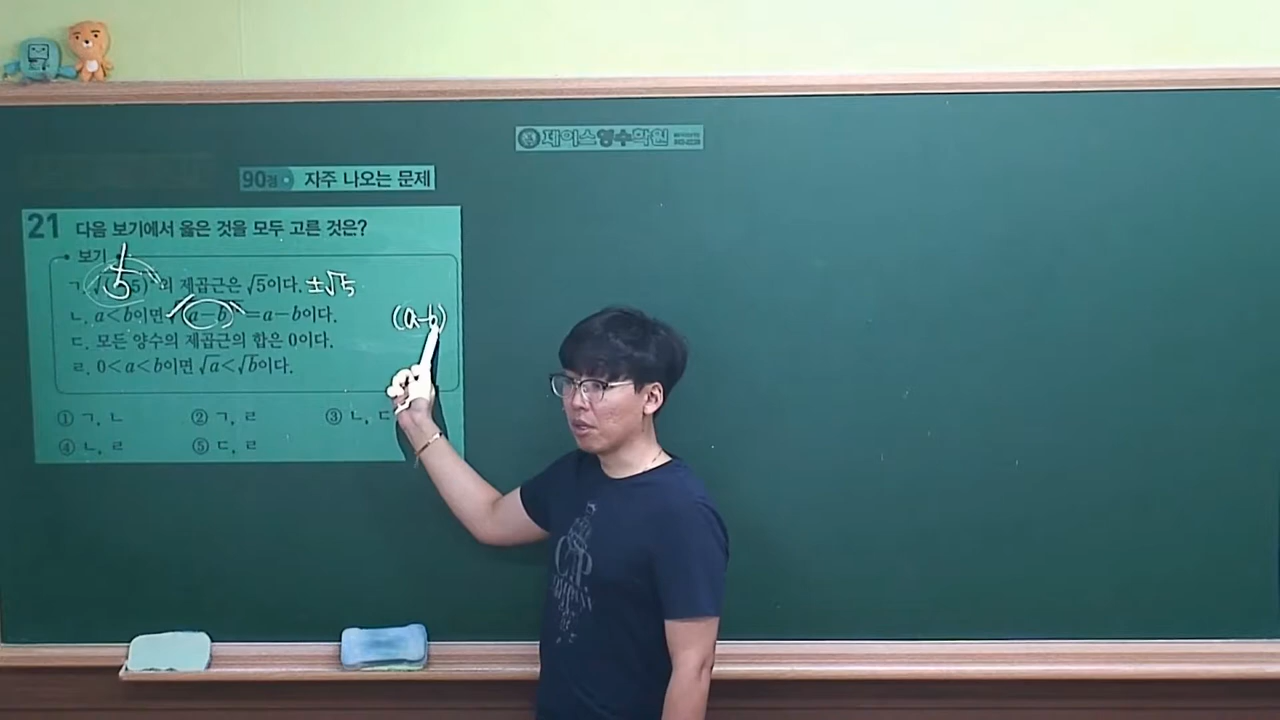 제이스영수학원
90점 자주 나오는 문제
21 다음 보기에서 옳은 것을 모두 고른 것은?
보기
ㄱ. 5 의 제곱근은 √5이다. ±√5
ㄴ. a<b이면 √(a-b)² =a-b이다. (a-b)
ㄷ. 모든 양수의 제곱근의 합은 0이다.
ㄹ. 0<a<b이면 √a<√b이다.
① ㄱ, ㄴ ② ㄱ, ㄹ ③ ㄴ, ㄷ
④ ㄴ, ㄹ ⑤ ㄷ, ㄹ